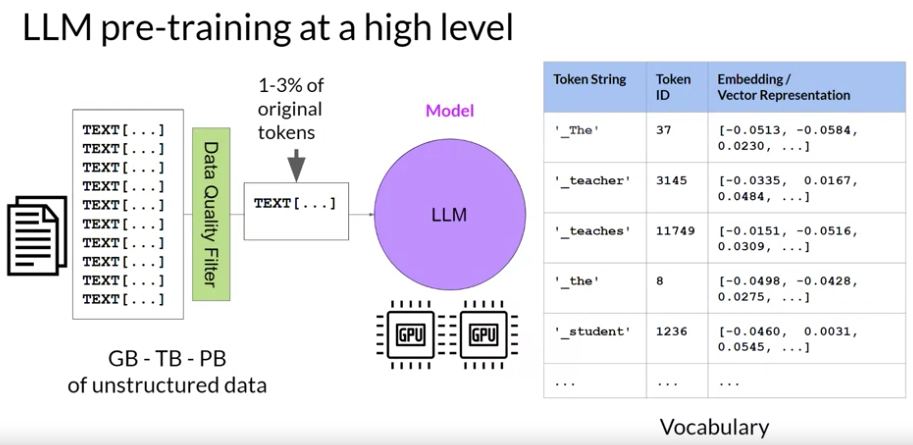 LLM pre-training at a high level
1-3% of
original
tokens
Model
TEXT[...]
TEXT[...]
TEXT[...]
TEXT[...]
TEXT[...]
TEXT[...]
TEXT[...]
TEXT[...]
TEXT[...]
TEXT[...]
Data Quality Filter
TEXT[...]
LLM
GPU
GPU
GB - TB - PB
of unstructured data
Token String
Token
ID
Embedding /
Vector Representation
'_The'
37
[-0.0513, -0.0584,
0.0230, ...]
'_teacher'
3145
[-0.0335, 0.0167,
0.0484, ...]
'_teaches'
11749
[-0.0151, -0.0516,
0.0309, ...]
'_the'
8
[-0.0498, -0.0428,
0.0275, ...]
'_student'
1236
[-0.0460, 0.0031,
0.0545, ...]
...
...
...
Vocabulary